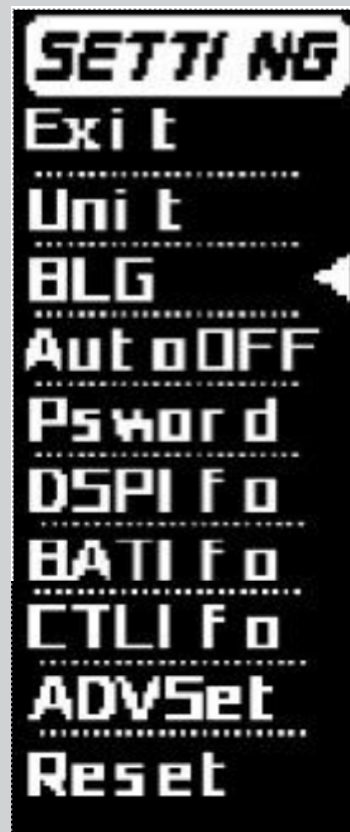 SETTING
Exit
Unit
BLG
AutoOFF
Psword
DSPIfo
BATIfo
CTLIfo
ADVSet
Reset